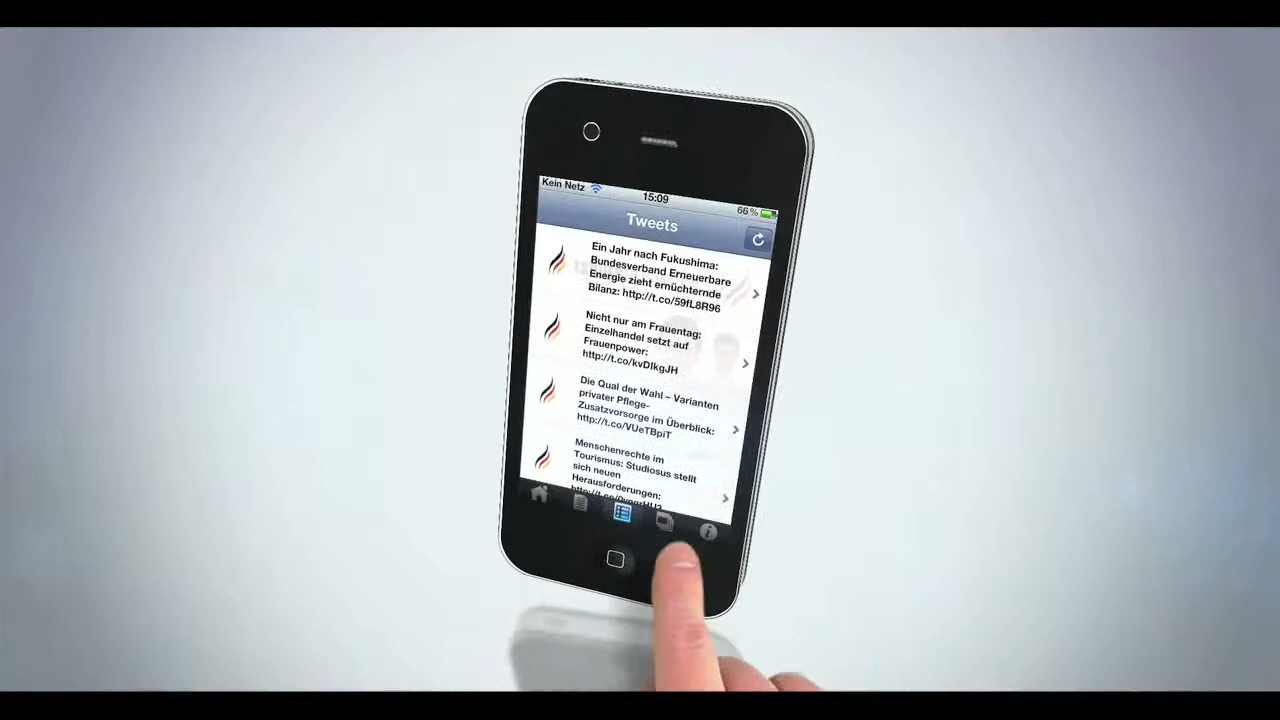 Kein Netz
15:09
66%
Tweets
Ein Jahr nach Fukushima:
Bundesverband Erneuerbare
Energie zieht ernüchternde
Bilanz: http://t.co/59fL8R96
Nicht nur am Frauentag:
Einzelhandel setzt auf
Frauenpower:
http://t.co/kvDIkgJH
Die Qual der Wahl – Varianten
privater Pflege-
Zusatzvorsorge im Überblick:
http://t.co/VUeTBpiT
Menschenrechte im
Tourismus: Studiosus stellt
sich neuen
Herausforderungen: